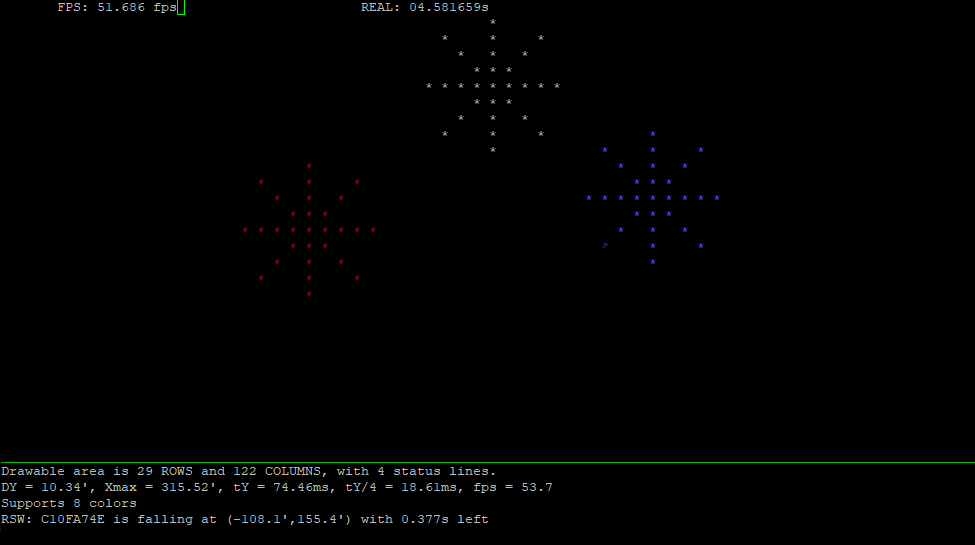 FPS: 51.686 fps REAL: 04.581659s
Drawable area is 29 ROWS and 122 COLUMNS, with 4 status lines.
DY = 10.34', Xmax = 315.52', tY = 74.46ms, tY/4 = 18.61ms, fps = 53.7
Supports 8 colors
RSW: C10FA74E is falling at (-108.1',155.4') with 0.377s left